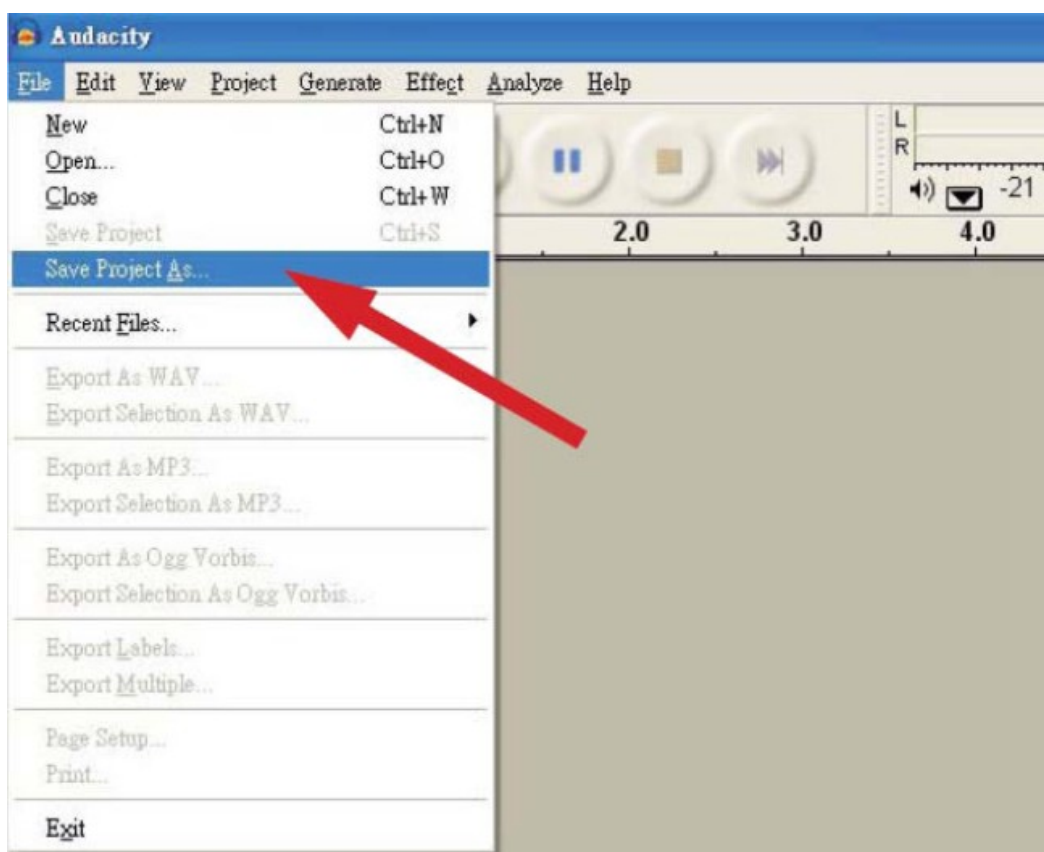 Audacity
File Edit View Project Generate Effect Analyze Help
New Ctrl+N
Open... Ctrl+O
Close Ctrl+W
Save Project Ctrl+S
Save Project As...
Recent Files...
Export As WAV...
Export Selection As WAV...
Export As MP3...
Export Selection As MP3...
Export As Ogg Vorbis...
Export Selection As Ogg Vorbis...
Export Labels...
Export Multiple...
Page Setup...
Print...
Exit
L
R
-21
2.0 3.0 4.0